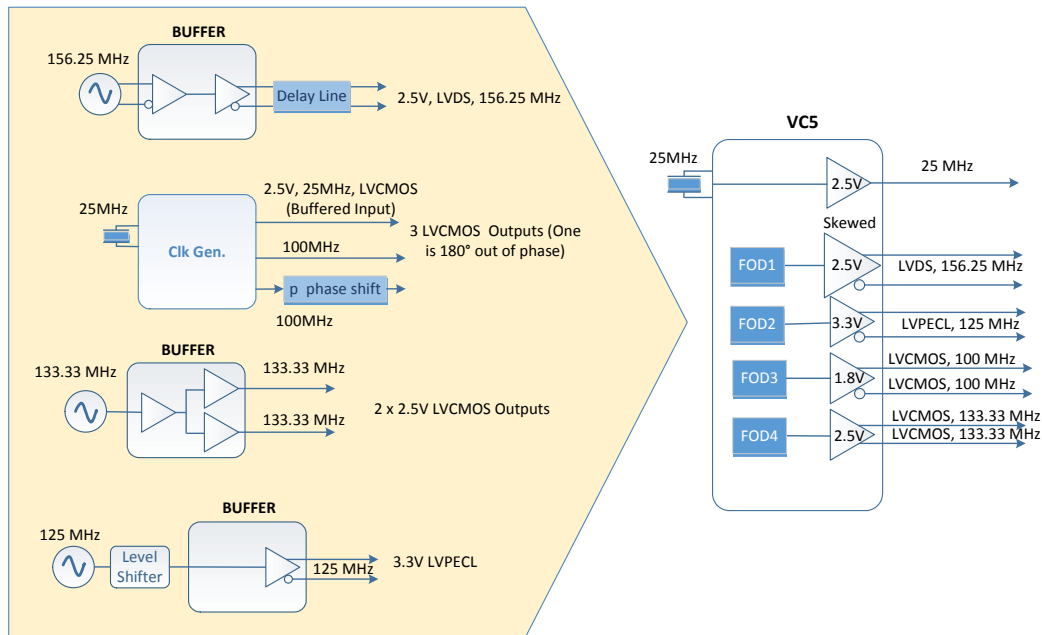 BUFFER
156.25 MHz
Delay Line
2.5V, LVDS, 156.25 MHz
2.5V, 25MHz, LVCMOS
(Buffered Input)
25MHz
Clk Gen.
100MHz
3 LVCMOS Outputs (One
is 180° out of phase)
p phase shift
100MHz
BUFFER
133.33 MHz
133.33 MHz
133.33 MHz
2 x 2.5V LVCMOS Outputs
BUFFER
125 MHz
Level
Shifter
125 MHz
3.3V LVPECL
VC5
25MHz
2.5V
25 MHz
Skewed
FOD1
2.5V
LVDS, 156.25 MHz
FOD2
3.3V
LVPECL, 125 MHz
FOD3
1.8V
LVCMOS, 100 MHz
LVCMOS, 100 MHz
FOD4
2.5V
LVCMOS, 133.33 MHz
LVCMOS, 133.33 MHz